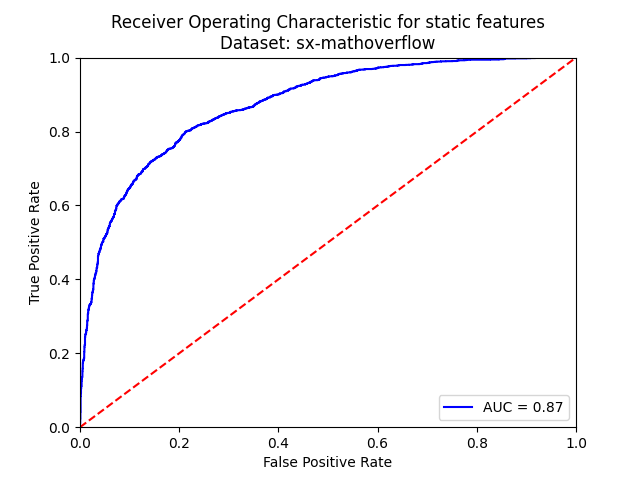 Receiver Operating Characteristic for static features
Dataset: sx-mathoverflow
1.0
0.8
0.6
0.4
0.2
0.0
True Positive Rate
AUC = 0.87
0.0 0.2 0.4 0.6 0.8 1.0
False Positive Rate